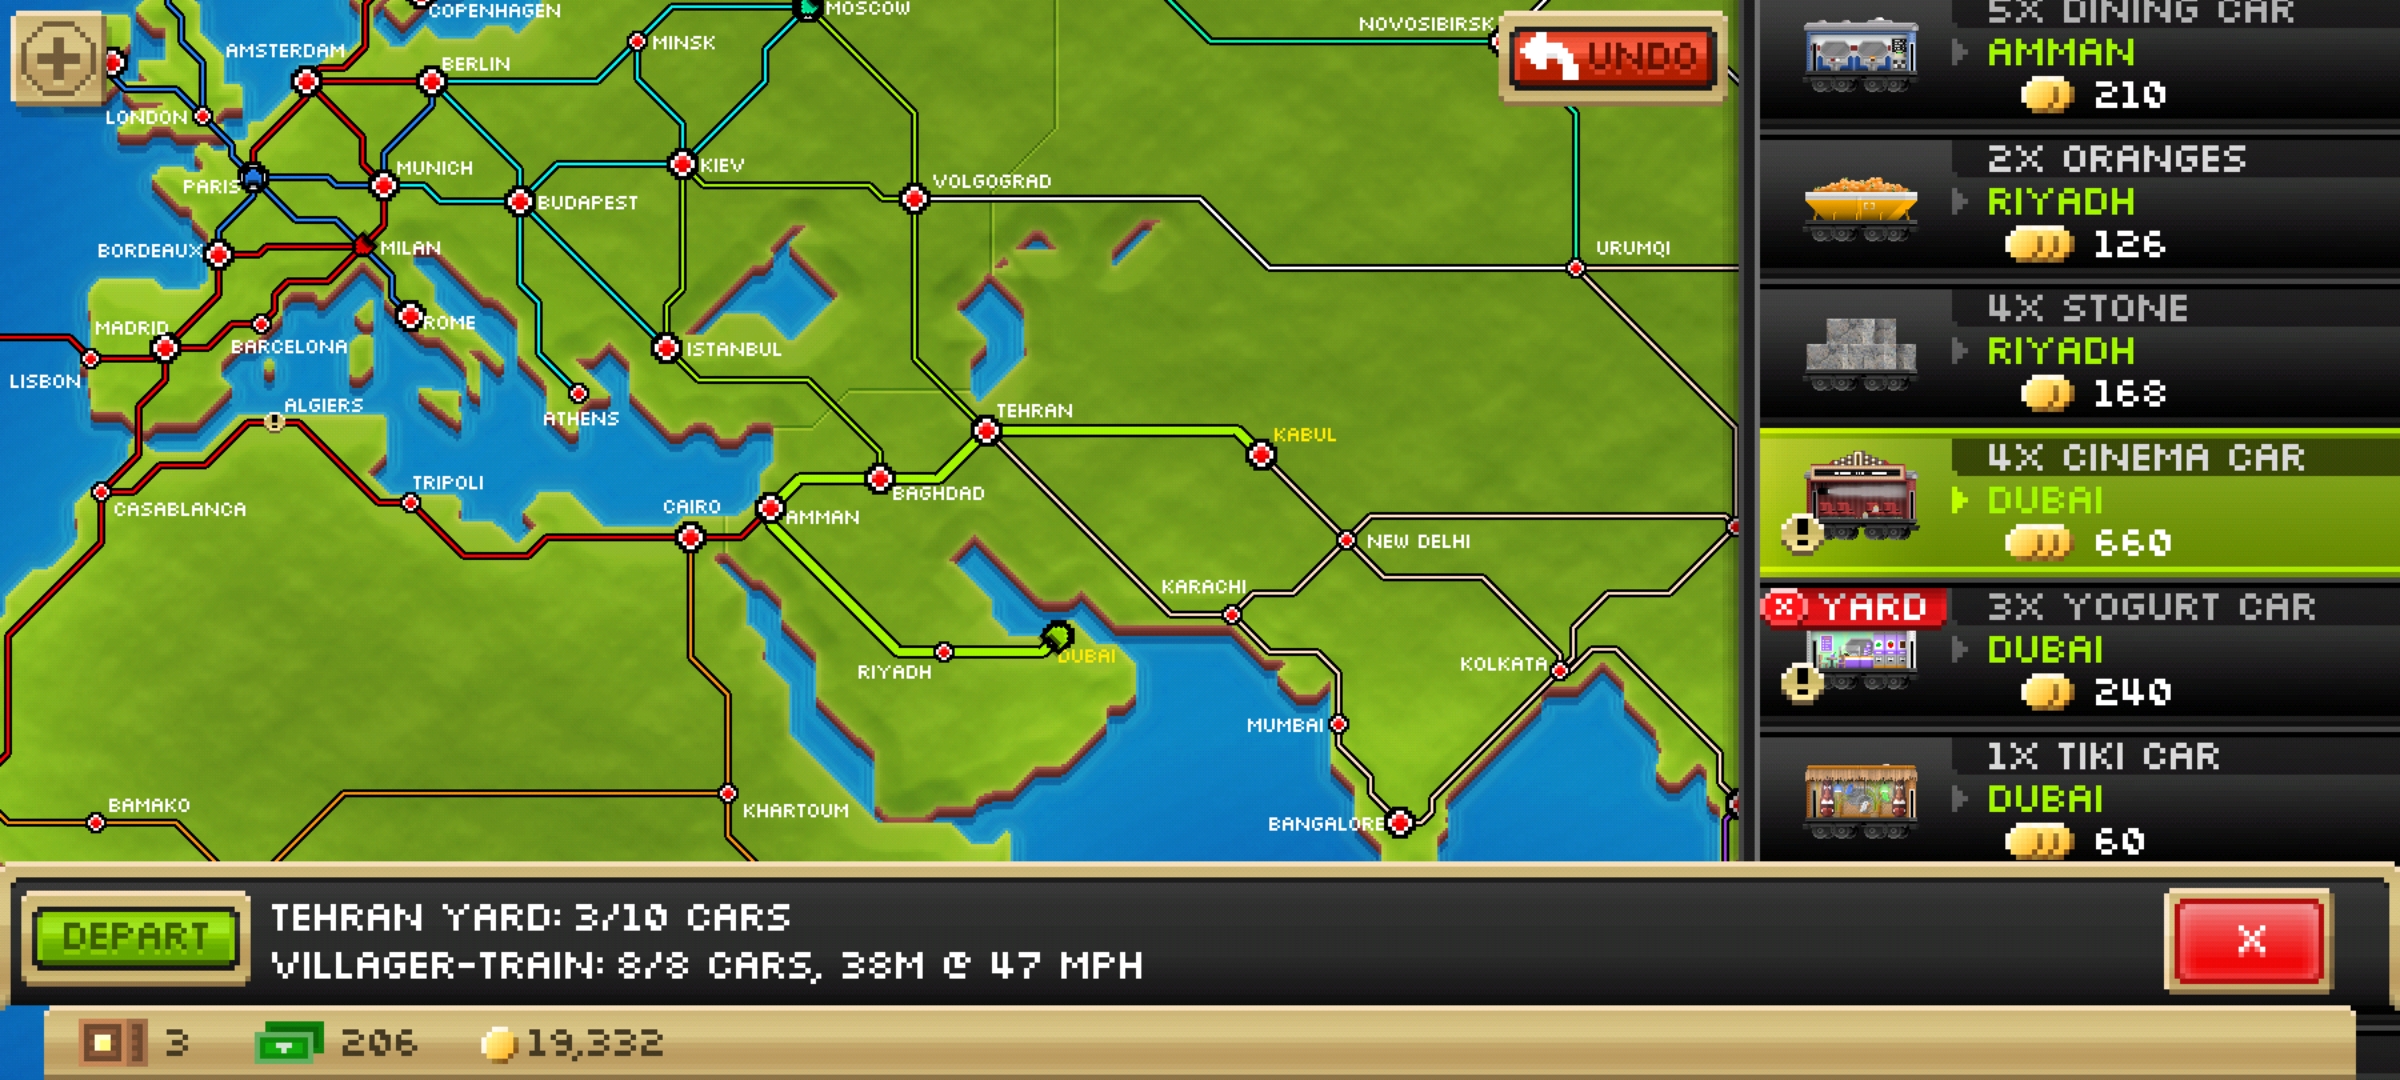 COPENHAGEN
MOSCOW
AMSTERDAM
MINSK
NOVOSIBIRSK
BERLIN
UNDO
LONDON
MUNICH
KIEV
PARIS
VOLGOGRAD
BUDAPEST
BORDEAUX
MILAN
URUMQI
MADRID
ROME
BARCELONA
ISTANBUL
LISBON
ALGIERS
ATHENS
TEHRAN
KABUL
TRIPOLI
BAGHDAD
CASABLANCA
CAIRO
AMMAN
NEW DELHI
KARACHI
RIYADH
DUBAI
KOLKATA
MUMBAI
BAMAKO
KHARTOUM
BANGALORE
5X DINING CAR
AMMAN
210
2X ORANGES
RIYADH
126
4X STONE
RIYADH
168
4X CINEMA CAR
DUBAI
! 660
X YARD 3X YOGURT CAR
DUBAI
! 240
1X TIKI CAR
DUBAI
60
DEPART
TEHRAN YARD: 3/10 CARS
VILLAGER-TRAIN: 8/8 CARS, 38M @ 47 MPH
X
3 206 19,332